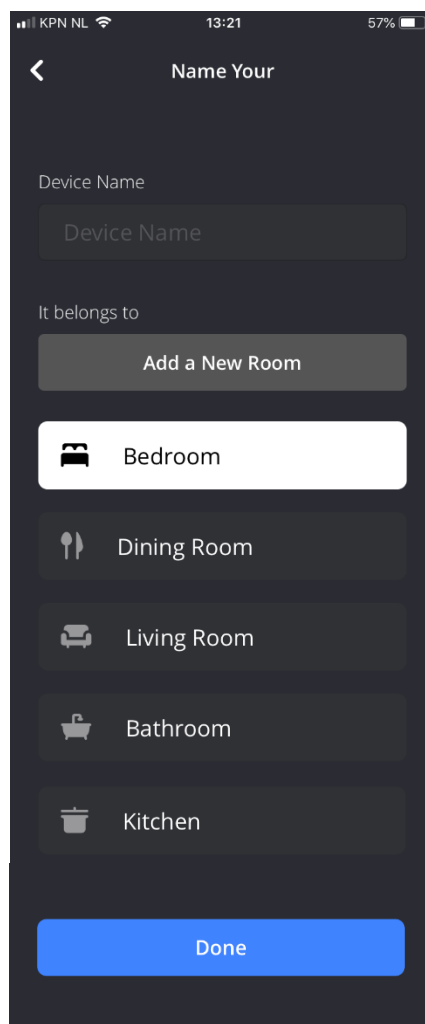 KPN NL 13:21 57%
Name Your
Device Name
Device Name
It belongs to
Add a New Room
Bedroom
Dining Room
Living Room
Bathroom
Kitchen
Done